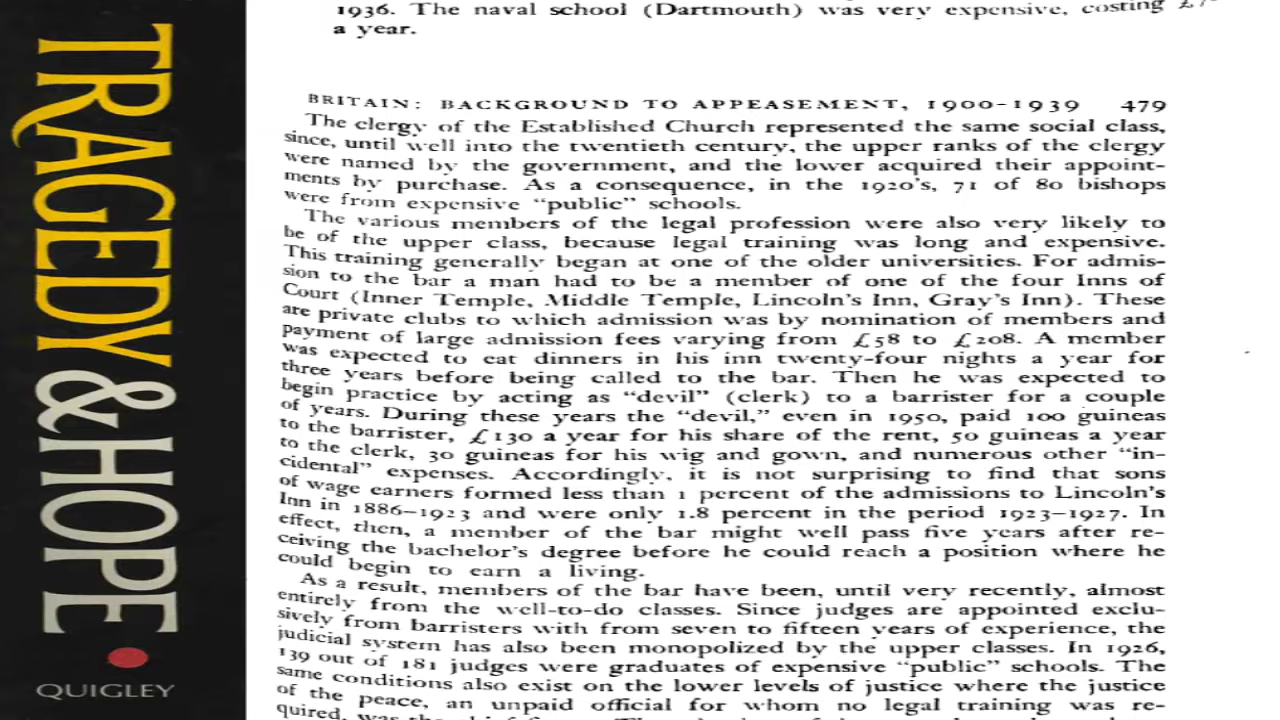 TRAGEDY & HOPE
QUIGLEY
1936. The naval school (Dartmouth) was very expensive, costing
a year.
BRITAIN: BACKGROUND TO APPEASEMENT, 1900-1939 479
The clergy of the Established Church represented the same social class,
since, until well into the twentieth century, the upper ranks of the clergy
were named by the government, and the lower acquired their appoint-
ments by purchase. As a consequence, in the 1920's, 71 of 80 bishops
were from expensive "public" schools.
The various members of the legal profession were also very likely to
be of the upper class, because legal training was long and expensive.
This training generally began at one of the older universities. For admis-
sion to the bar a man had to be a member of one of the four Inns of
Court (Inner Temple, Middle Temple, Lincoln's Inn, Gray's Inn). These
are private clubs to which admission was by nomination of members and
payment of large admission fees varying from £58 to £208. A member
was expected to eat dinners in his inn twenty-four nights a year for
three years before being called to the bar. Then he was expected to
begin practice by acting as "devil" (clerk) to a barrister for a couple
of years. During these years the "devil," even in 1950, paid 100 guineas
to the barrister, £130 a year for his share of the rent, 50 guineas a year
to the clerk, 30 guineas for his wig and gown, and numerous other "in-
cidental" expenses. Accordingly, it is not surprising to find that sons
of wage earners formed less than 1 percent of the admissions to Lincoln's
Inn in 1886–1923 and were only 1.8 percent in the period 1923–1927. In
effect, then, a member of the bar might well pass five years after re-
ceiving the bachelor's degree before he could reach a position where he
could begin to earn a living.
As a result, members of the bar have been, until very recently, almost
entirely from the well-to-do classes. Since judges are appointed exclu-
sively from barristers with from seven to fifteen years of experience, the
judicial system has also been monopolized by the upper classes. In 1926,
139 out of 181 judges were graduates of expensive "public" schools. The
same conditions also exist on the lower levels of justice where the justice
of the peace, an unpaid official for whom no legal training was re-
quired, was the